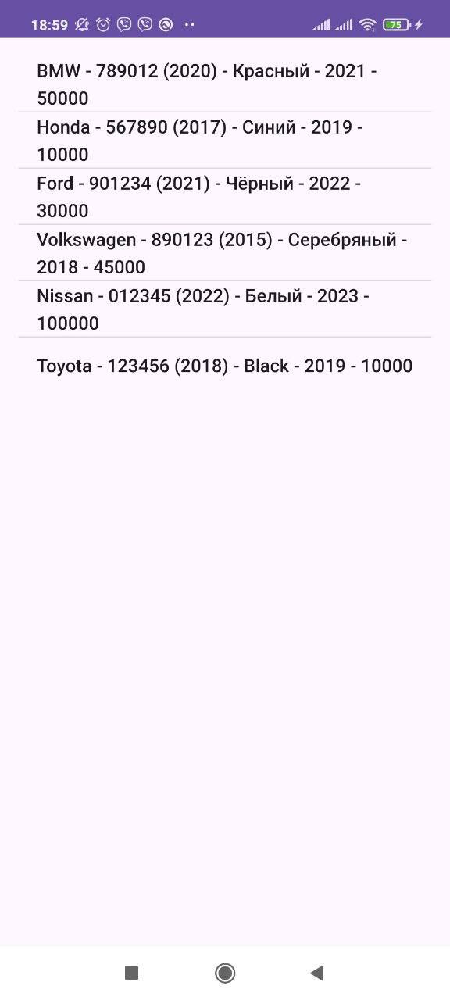 18:59
75
BMW - 789012 (2020) - Красный - 2021 -
50000
Honda - 567890 (2017) - Синий - 2019 -
10000
Ford - 901234 (2021) - Чёрный - 2022 -
30000
Volkswagen - 890123 (2015) - Серебряный -
2018 - 45000
Nissan - 012345 (2022) - Белый - 2023 -
100000
Toyota - 123456 (2018) - Black - 2019 - 10000